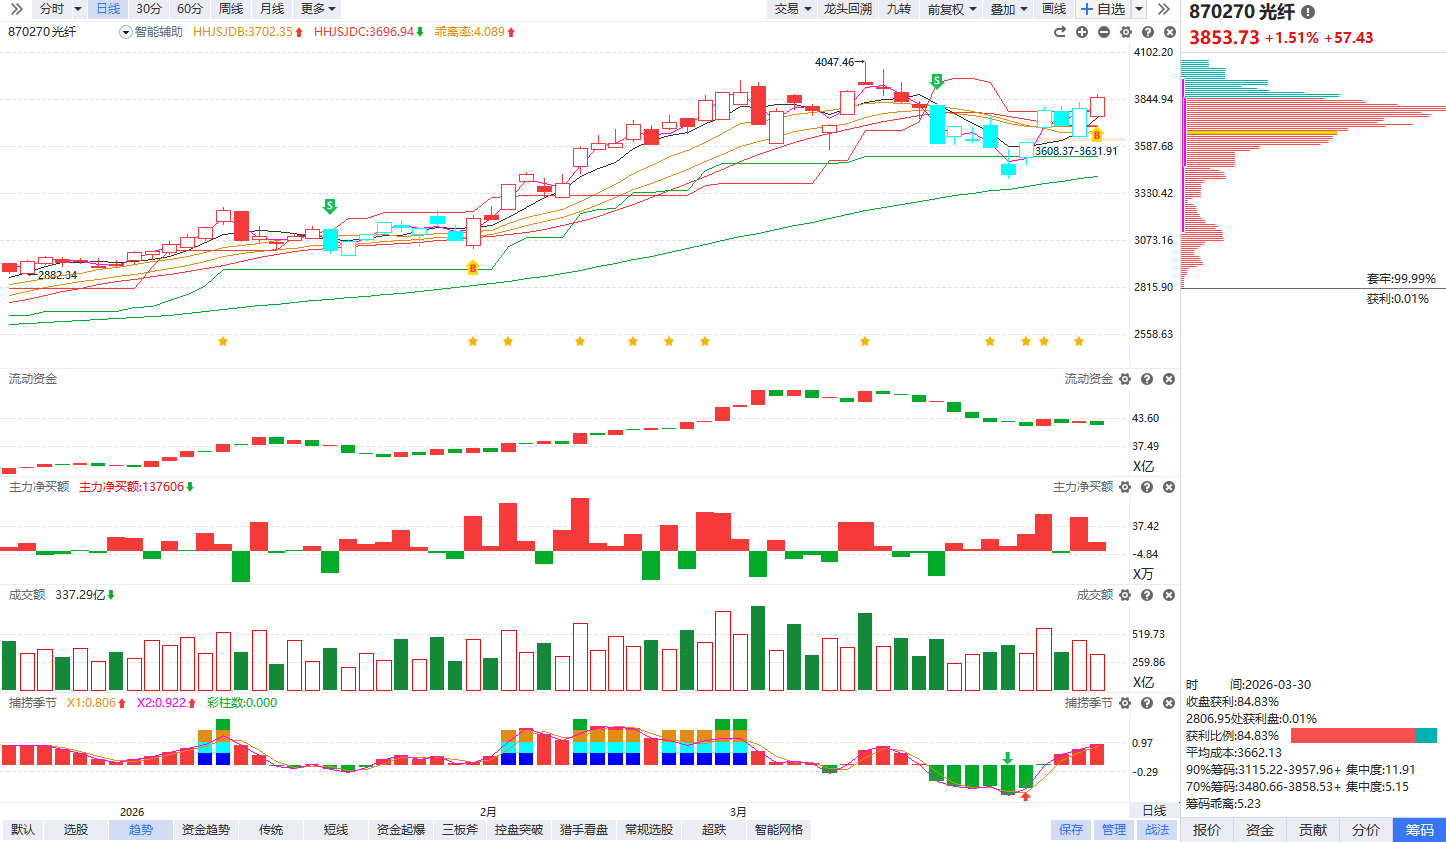 分时 日线 30分 60分 周线 月线 更多 交易 龙头回溯 九转 前复权 叠加 画线 自选
870270 光纤
870270光纤 智能辅助 HHJSJDB:3702.35 HHJSJDC:3696.94 乖离率:4.089
3853.73 +1.51% +57.43
4102.20
4047.46
S
3844.94
B
3587.68
3608.37-3631.91
3330.42
S
3073.16
B
2882.34
2815.90
2558.63
套牢:99.99%
获利:0.01%
流动资金 流动资金
43.60
37.49
X亿
主力净买额 主力净买额:137606 主力净买额
37.42
-4.84
X万
成交额 337.29亿 成交额
519.73
259.86
X亿
捕捞季节 X1:0.806 X2:0.922 彩柱数:0.000 捕捞季节
0.97
-0.29
2026 2月 3月 日线
时 间:2026-03-30
收盘获利:84.83%
2806.95处获利盘:0.01%
获利比例:84.83%
平均成本:3662.13
90%筹码:3115.22-3957.96+ 集中度:11.91
70%筹码:3480.66-3858.53+ 集中度:5.15
筹码乖离:5.23
默认 选股 趋势 资金趋势 传统 短线 资金起爆 三板斧 控盘突破 猎手看盘 常规选股 超跌 智能网格 保存 管理 战法
报价 资金 贡献 分价 筹码